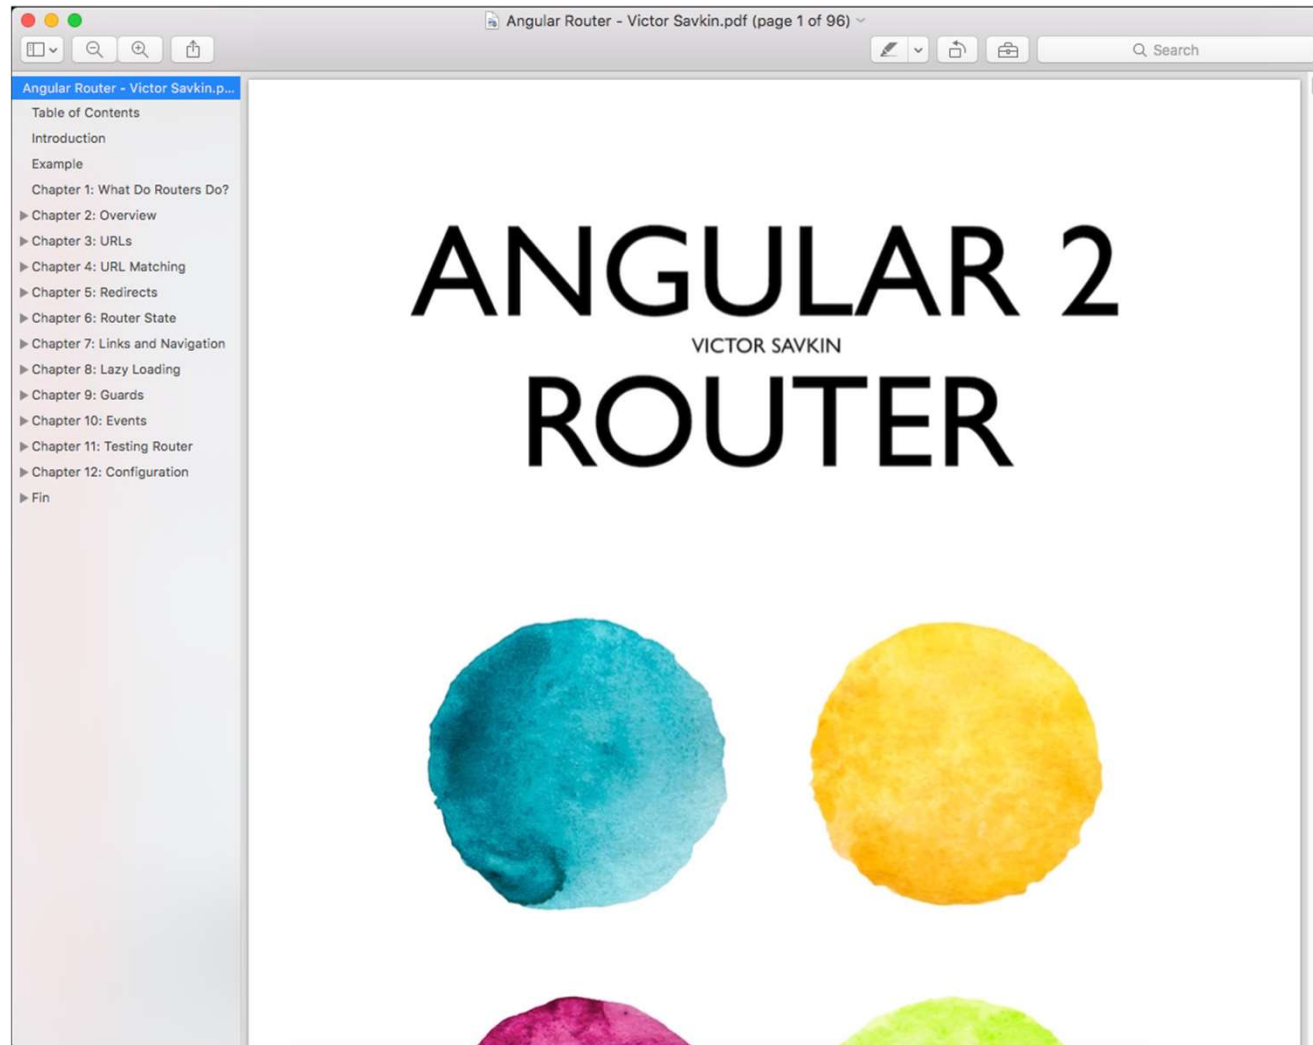 Angular Router - Victor Savkin.pdf (page 1 of 96)
Search
Angular Router - Victor Savkin.p...
Table of Contents
Introduction
Example
Chapter 1: What Do Routers Do?
Chapter 2: Overview
Chapter 3: URLs
Chapter 4: URL Matching
Chapter 5: Redirects
Chapter 6: Router State
Chapter 7: Links and Navigation
Chapter 8: Lazy Loading
Chapter 9: Guards
Chapter 10: Events
Chapter 11: Testing Router
Chapter 12: Configuration
Fin
ANGULAR 2
VICTOR SAVKIN
ROUTER